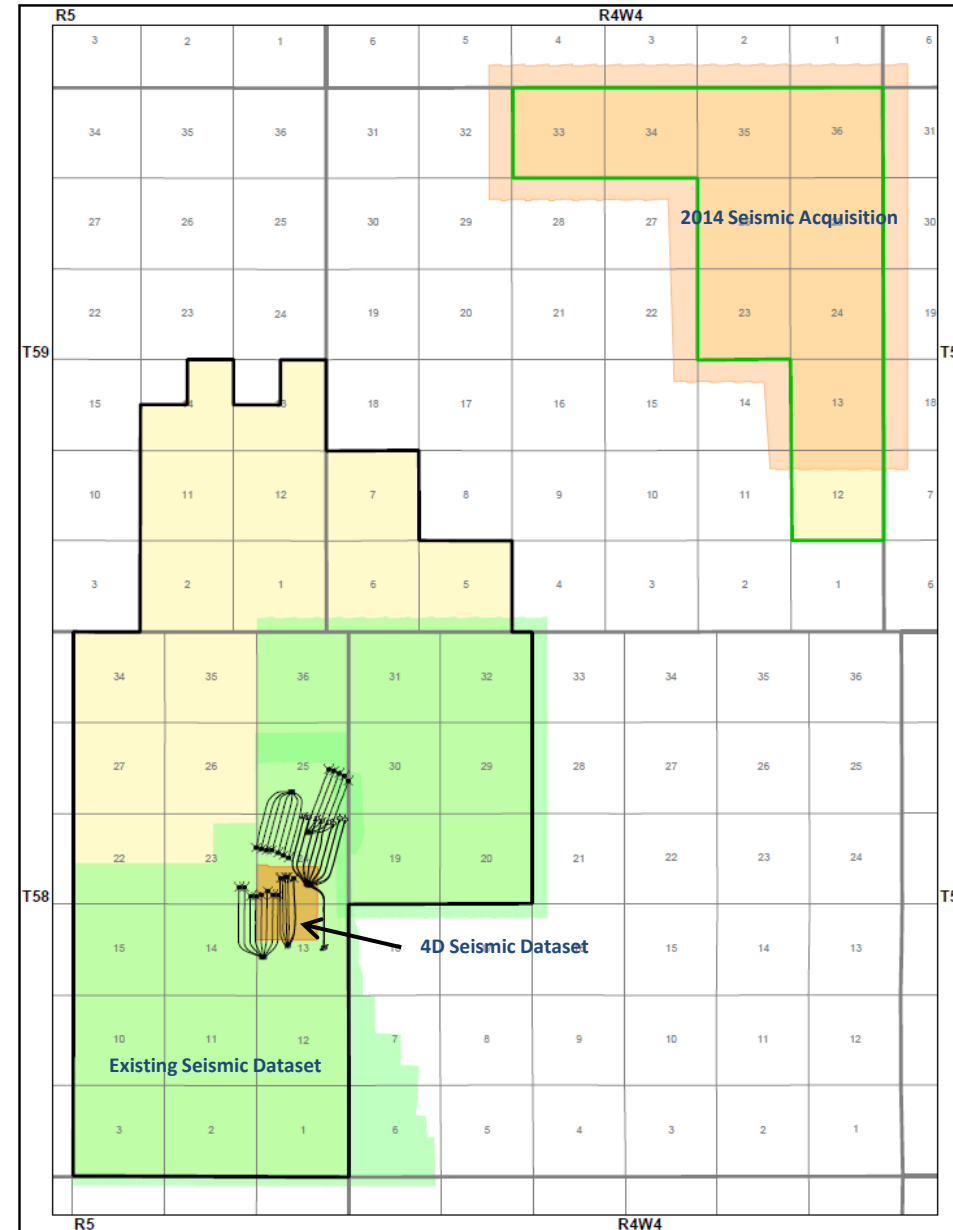 R5 R4W4
3 2 1 6 5 4 3 2 1 6
34 35 36 31 32 33 34 35 36 31
27 26 25 30 29 28 27 30
2014 Seismic Acquisition
22 23 24 19 20 21 22 23 24 19
T59 T5
15 13 18 17 16 15 14 13 18
10 11 12 7 8 9 10 11 12 7
3 2 1 6 5 4 3 2 1 6
34 35 36 31 32 33 34 35 36
27 26 25 30 29 28 27 26 25
22 23 24 19 20 21 22 23 24
T58 T5
15 14 13 4D Seismic Dataset 15 14 13
10 11 12 7 8 9 10 11 12
Existing Seismic Dataset
3 2 1 6 5 4 3 2 1
R5 R4W4